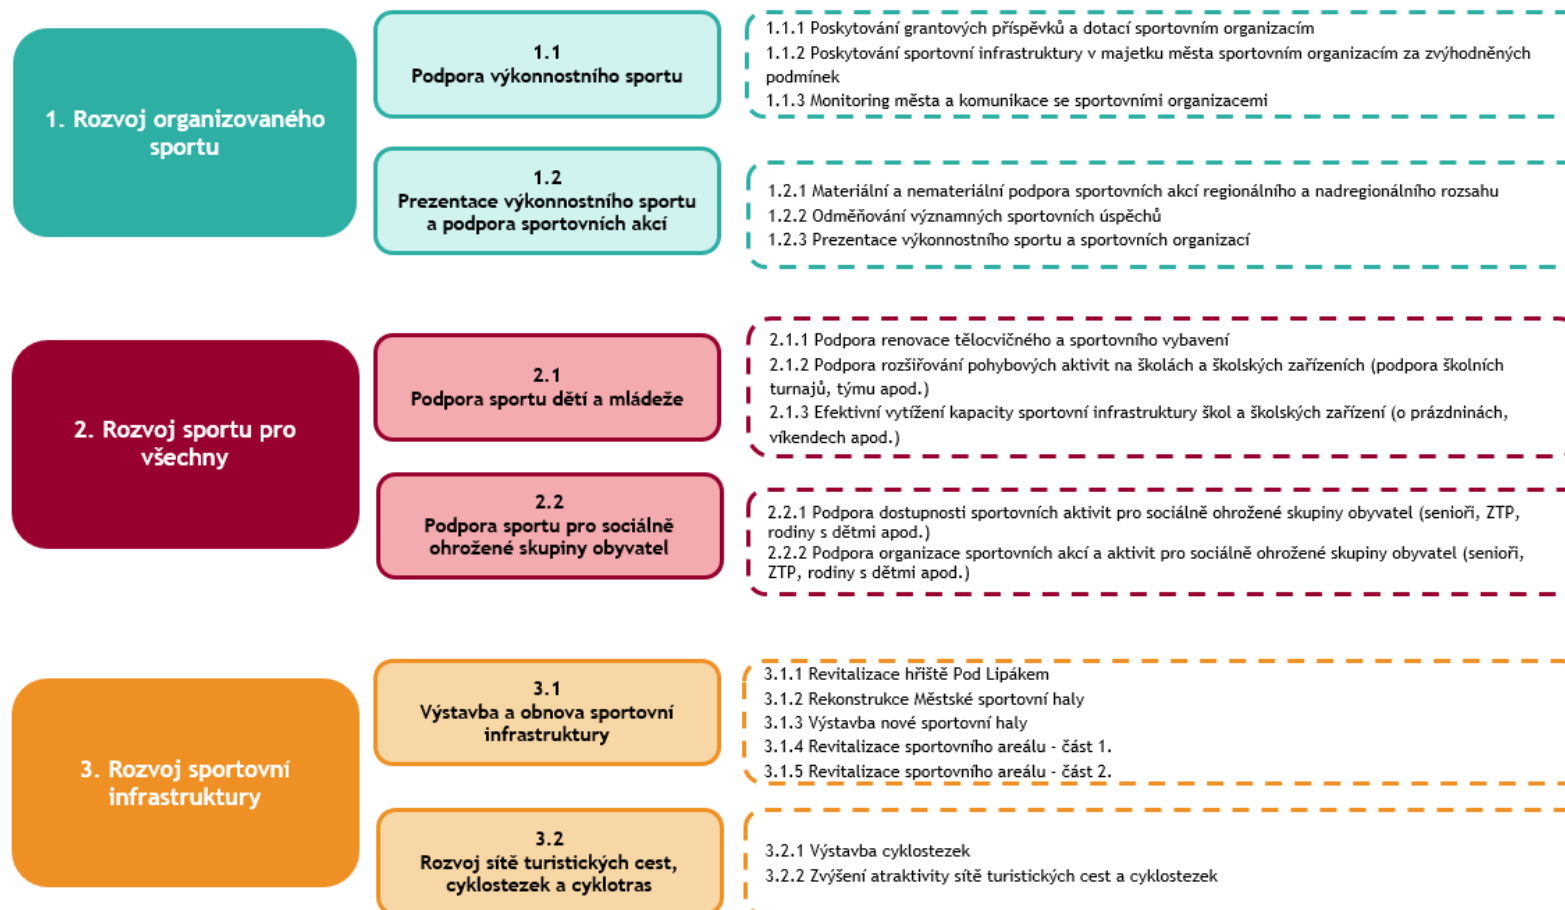 1. Rozvoj organizovaného
sportu
1.1
Podpora výkonnostního sportu
1.1.1 Poskytování grantových příspěvků a dotací sportovním organizacím
1.1.2 Poskytování sportovní infrastruktury v majetku města sportovním organizacím za zvýhodněných
podmínek
1.1.3 Monitoring města a komunikace se sportovními organizacemi
1.2
Prezentace výkonnostního sportu
a podpora sportovních akcí
1.2.1 Materiální a nemateriální podpora sportovních akcí regionálního a nadregionálního rozsahu
1.2.2 Odměňování významných sportovních úspěchů
1.2.3 Prezentace výkonnostního sportu a sportovních organizací
2. Rozvoj sportu pro
všechny
2.1
Podpora sportu dětí a mládeže
2.1.1 Podpora renovace tělocvičného a sportovního vybavení
2.1.2 Podpora rozšiřování pohybových aktivit na školách a školských zařízeních (podpora školních
turnajů, týmu apod.)
2.1.3 Efektivní vytížení kapacity sportovní infrastruktury škol a školských zařízení (o prázdninách,
víkendech apod.)
2.2
Podpora sportu pro sociálně
ohrožené skupiny obyvatel
2.2.1 Podpora dostupnosti sportovních aktivit pro sociálně ohrožené skupiny obyvatel (senioři, ZTP,
rodiny s dětmi apod.)
2.2.2 Podpora organizace sportovních akcí a aktivit pro sociálně ohrožené skupiny obyvatel (senioři,
ZTP, rodiny s dětmi apod.)
3. Rozvoj sportovní
infrastruktury
3.1
Výstavba a obnova sportovní
infrastruktury
3.1.1 Revitalizace hřiště Pod Lipákem
3.1.2 Rekonstrukce Městské sportovní haly
3.1.3 Výstavba nové sportovní haly
3.1.4 Revitalizace sportovního areálu - část 1.
3.1.5 Revitalizace sportovního areálu - část 2.
3.2
Rozvoj sítě turistických cest,
cyklostezek a cyklotras
3.2.1 Výstavba cyklostezek
3.2.2 Zvýšení atraktivity sítě turistických cest a cyklostezek